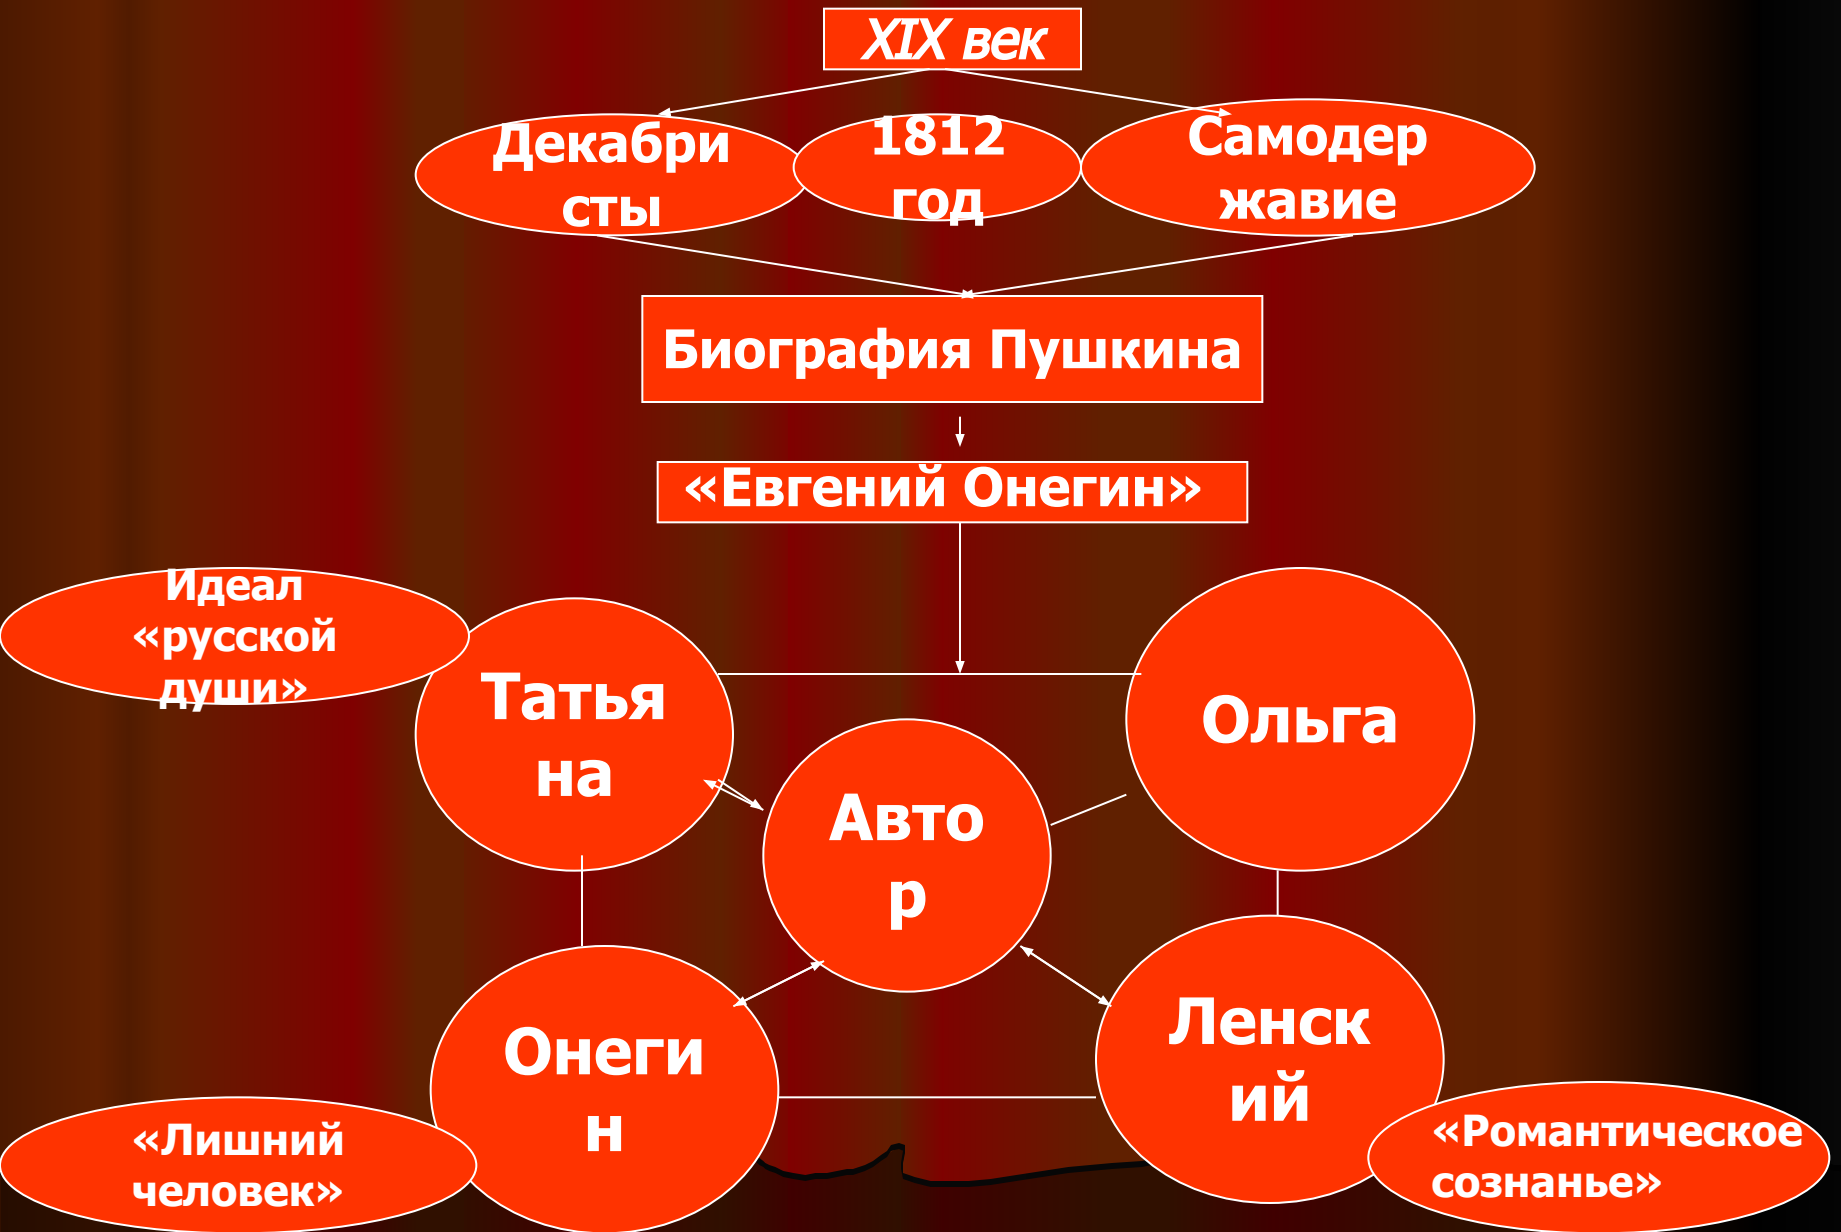 XIX век
Декабри
сты
1812
год
Самодер
жавие
Биография Пушкина
«Евгений Онегин»
Идеал
«русской
души»
Татья
на
Ольга
Авто
р
Онеги
н
Ленск
ий
«Лишний
человек»
«Романтическое
сознанье»